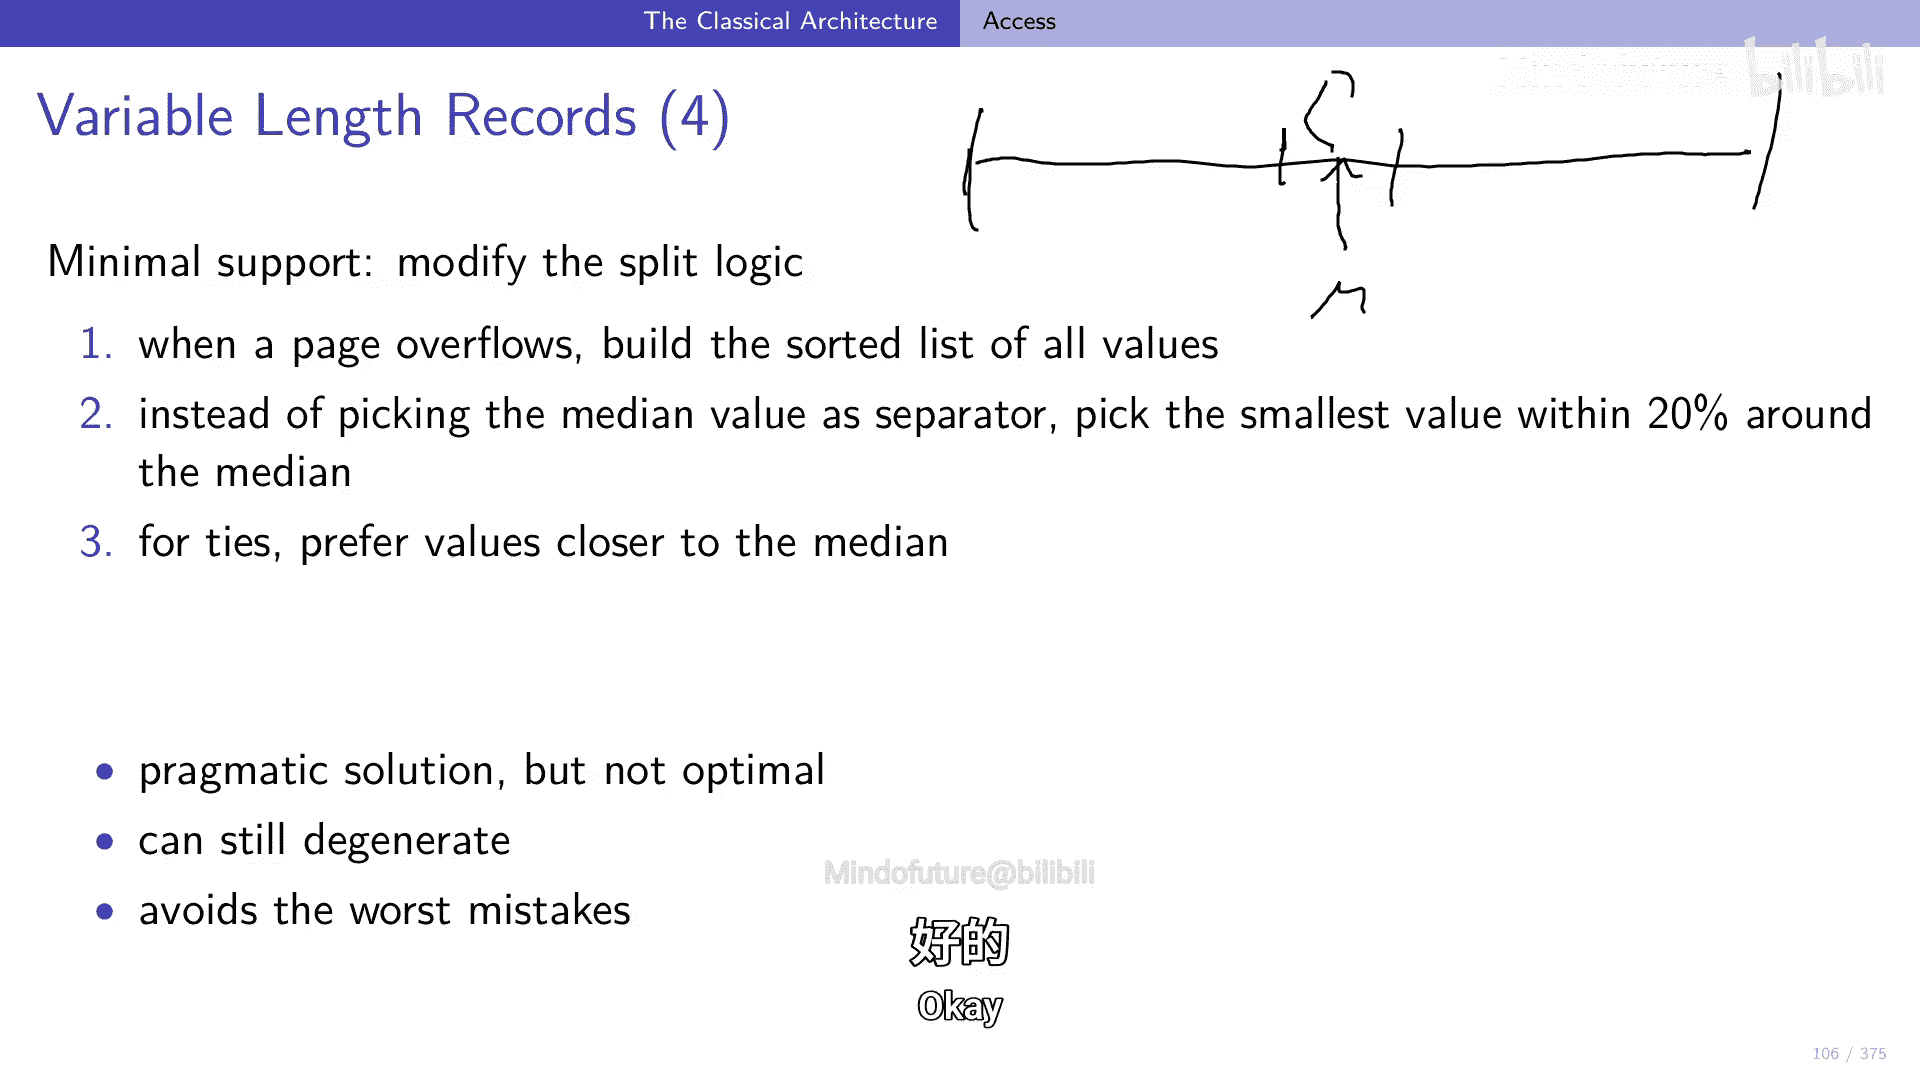 The Classical Architecture
Access
bilibili
Variable Length Records (4)
Minimal support: modify the split logic
1. when a page overflows, build the sorted list of all values
2. instead of picking the median value as separator, pick the smallest value within 20% around
the median
3. for ties, prefer values closer to the median
• pragmatic solution, but not optimal
• can still degenerate
• avoids the worst mistakes
Mindofuture@bilibili
好的
Okay
106 / 375